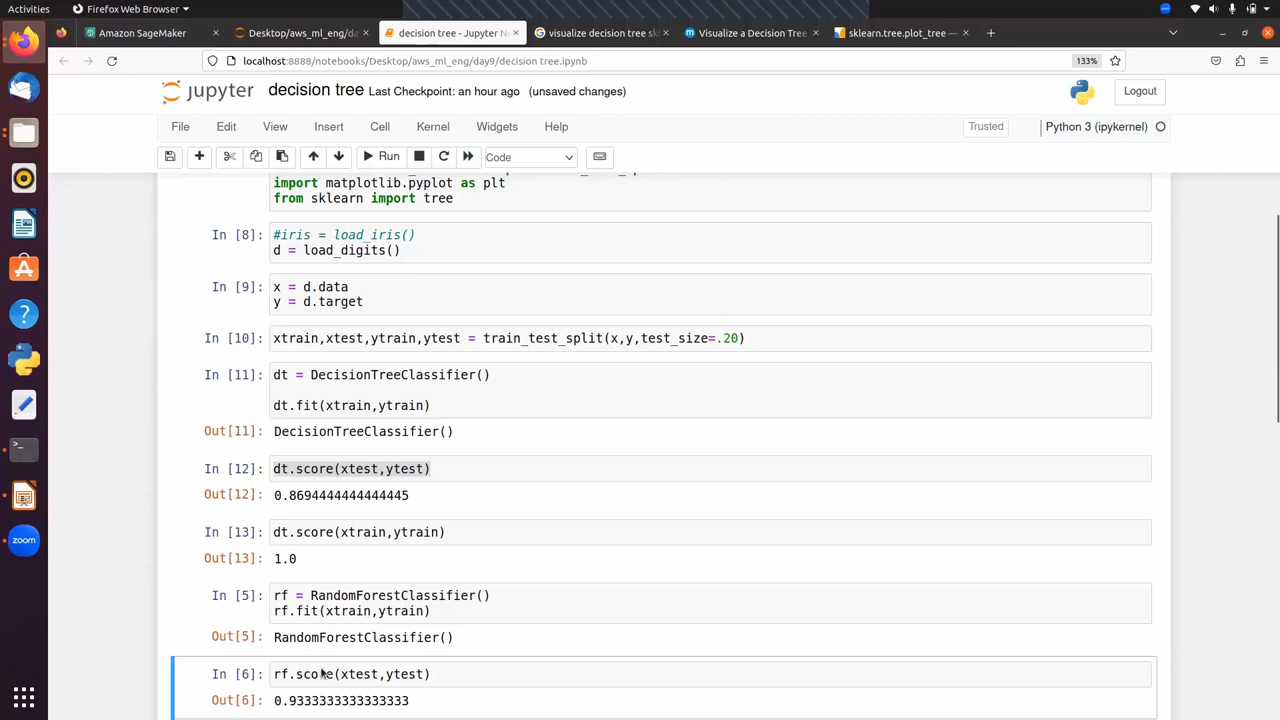 Activities
Firefox Web Browser
Amazon SageMaker
Desktop/aws_ml_eng/da
decision tree - Jupyter N
visualize decision tree sk
Visualize a Decision Tree
sklearn.tree.plot_tree —
localhost:8888/notebooks/Desktop/aws_ml_eng/day9/decision tree.ipynb
133%
jupyter
decision tree Last Checkpoint: an hour ago (unsaved changes)
Logout
File Edit View Insert Cell Kernel Widgets Help
Trusted
Python 3 (ipykernel)
Run
Code
import matplotlib.pyplot as plt
from sklearn import tree
In [8]: #iris = load_iris()
d = load_digits()
In [9]: x = d.data
y = d.target
In [10]: xtrain,xtest,ytrain,ytest = train_test_split(x,y,test_size=.20)
In [11]: dt = DecisionTreeClassifier()
dt.fit(xtrain,ytrain)
Out[11]: DecisionTreeClassifier()
In [12]: dt.score(xtest,ytest)
Out[12]: 0.8694444444444445
In [13]: dt.score(xtrain,ytrain)
Out[13]: 1.0
In [5]: rf = RandomForestClassifier()
rf.fit(xtrain,ytrain)
Out[5]: RandomForestClassifier()
In [6]: rf.score(xtest,ytest)
Out[6]: 0.9333333333333333
zoom